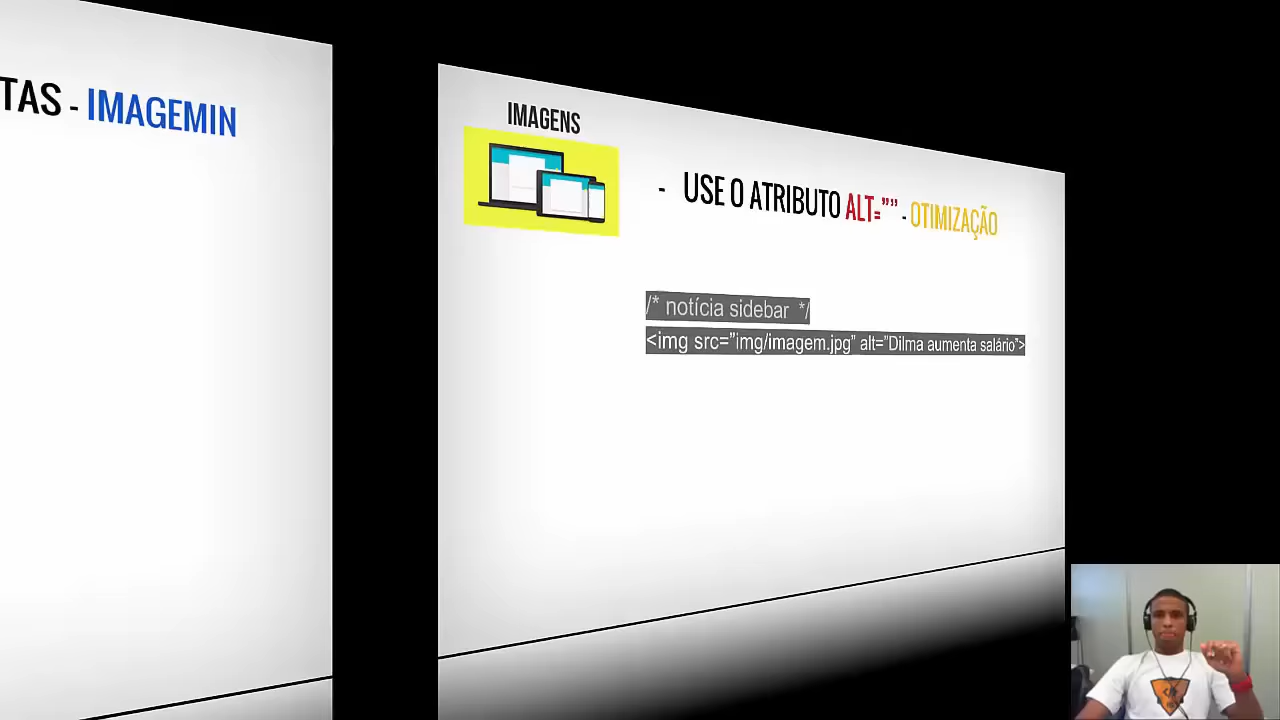 TAS - IMAGEMIN
IMAGENS
- USE O ATRIBUTO ALT="" - OTIMIZAÇÃO
/* notícia sidebar */
<img src="img/imagem.jpg" alt="Dilma aumenta salário">